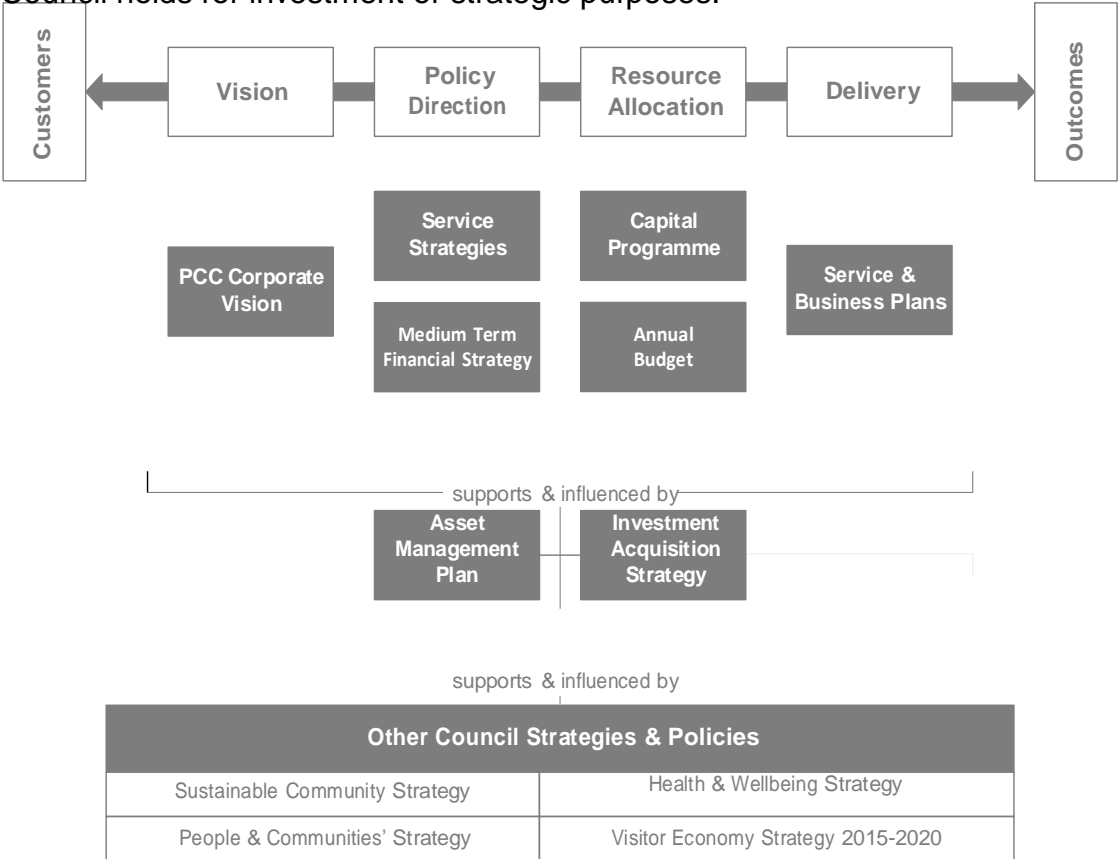 Council holds for investment or strategic purposes.
Customers
Vision
Policy
Direction
Resource
Allocation
Delivery
Outcomes
Service
Strategies
Capital
Programme
PCC Corporate
Vision
Service &
Business Plans
Medium Term
Financial Strategy
Annual
Budget
supports & influenced by
Asset
Management
Plan
Investment
Acquisition
Strategy
supports & influenced by
Other Council Strategies & Policies
Sustainable Community Strategy
Health & Wellbeing Strategy
People & Communities’ Strategy
Visitor Economy Strategy 2015-2020